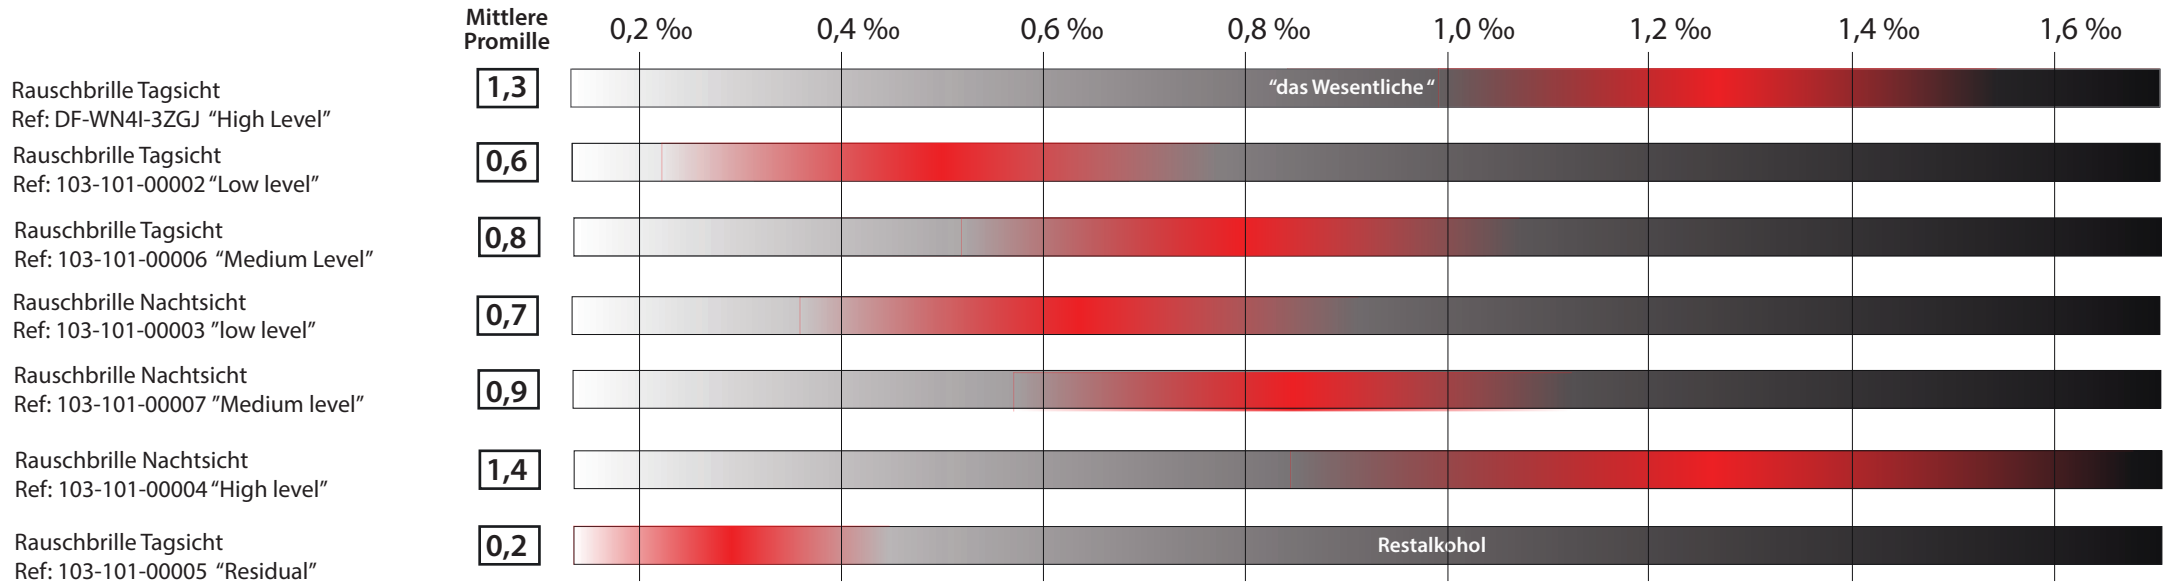 Mittlere
Promille
0,2 ‰ 0,4 ‰ 0,6 ‰ 0,8 ‰ 1,0 ‰ 1,2 ‰ 1,4 ‰ 1,6 ‰
Rauschbrille Tagsicht
Ref: DF-WN4I-3ZGJ “High Level”
1,3
“das Wesentliche“
Rauschbrille Tagsicht
Ref: 103-101-00002 “Low level”
0,6
Rauschbrille Tagsicht
Ref: 103-101-00006 “Medium Level”
0,8
Rauschbrille Nachtsicht
Ref: 103-101-00003 ”low level”
0,7
Rauschbrille Nachtsicht
Ref: 103-101-00007 ”Medium level”
0,9
Rauschbrille Nachtsicht
Ref: 103-101-00004 “High level”
1,4
Rauschbrille Tagsicht
Ref: 103-101-00005 “Residual”
0,2
Restalkohol